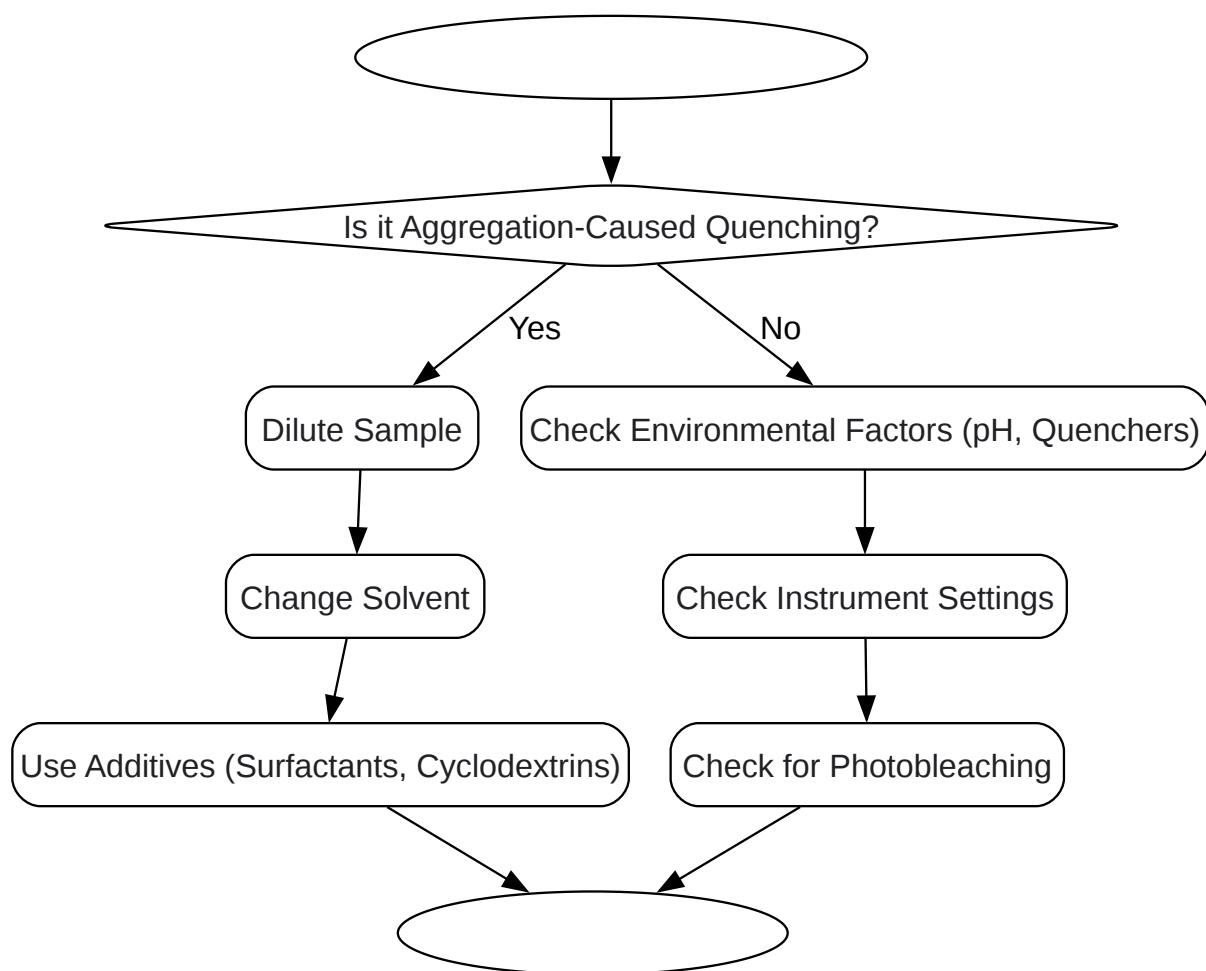 Is it Aggregation-Caused Quenching?
Yes
No
Dilute Sample
Check Environmental Factors (pH, Quenchers)
Change Solvent
Check Instrument Settings
Use Additives (Surfactants, Cyclodextrins)
Check for Photobleaching